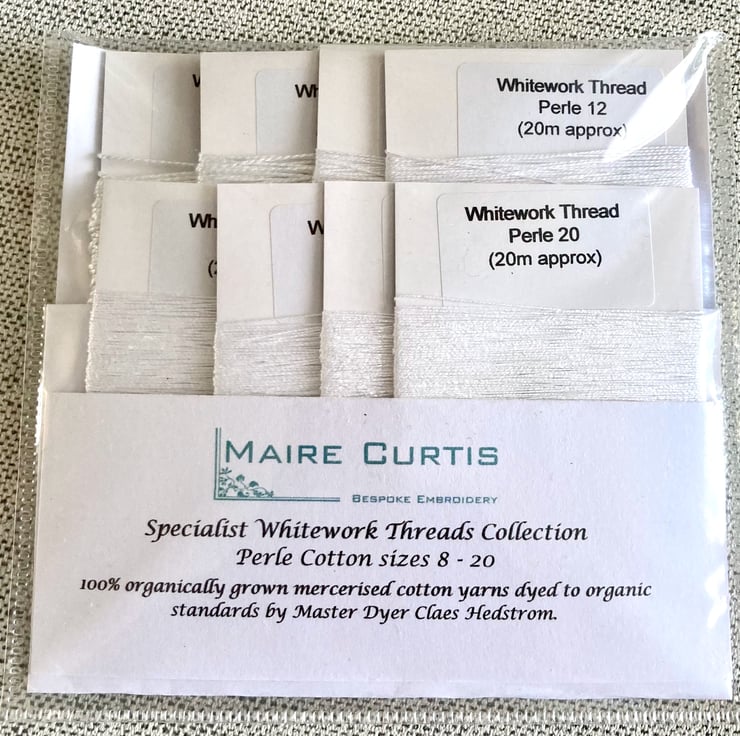 Whitework Thread
Perle 12
(20m approx)
Whitework Thread
Perle 20
(20m approx)
MAIRE CURTIS
BESPOKE EMBROIDERY
Specialist Whitework Threads Collection
Perle Cotton sizes 8 - 20
100% organically grown mercerised cotton yarns dyed to organic
standards by Master Dyer Claes Hedstrom.